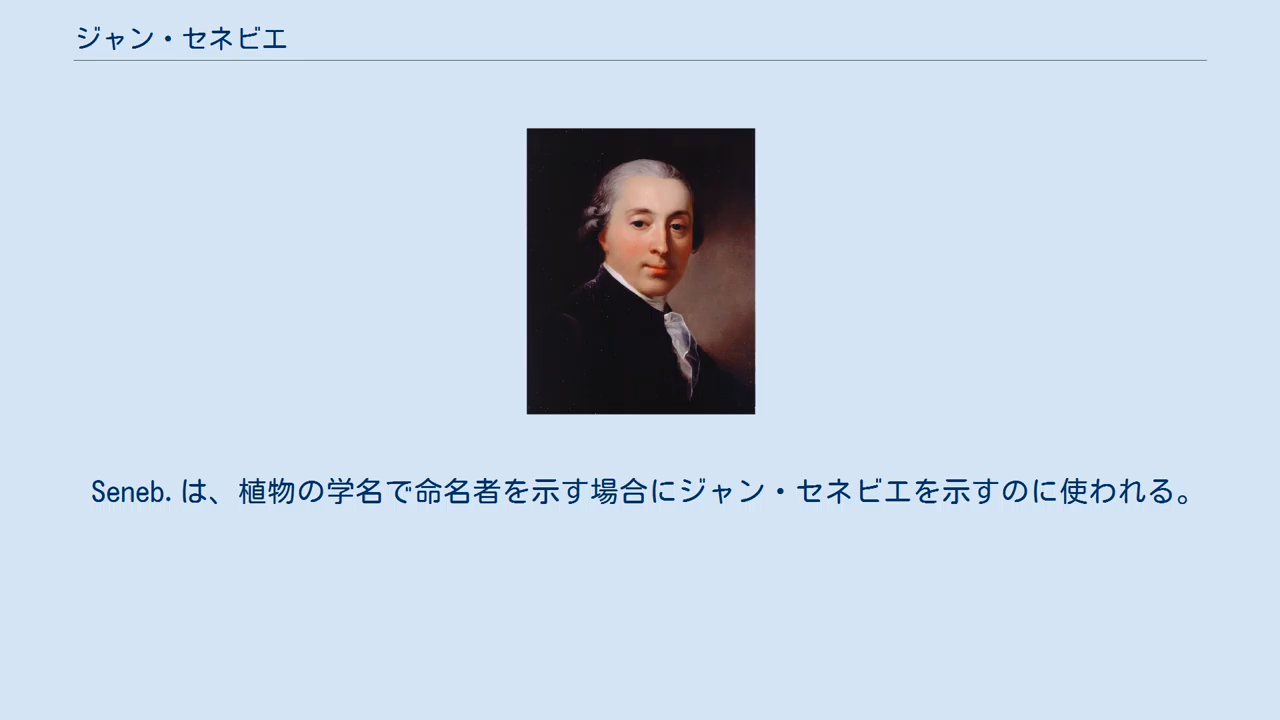 ジャン・セネビエ
Seneb. は、植物の学名で命名者を示す場合にジャン・セネビエを示すのに使われる。